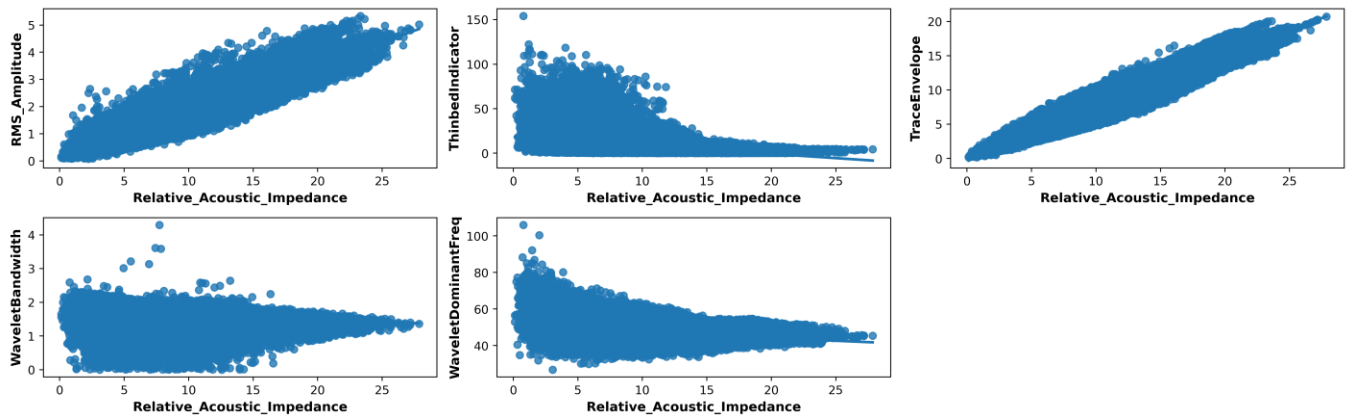 RMS_Amplitude
5
4
3
2
1
0
0 5 10 15 20 25
Relative_Acoustic_Impedance
ThinbedIndicator
150
100
50
0
0 5 10 15 20 25
Relative_Acoustic_Impedance
TraceEnvelope
20
15
10
5
0
0 5 10 15 20 25
Relative_Acoustic_Impedance
WaveletBandwidth
4
3
2
1
0
0 5 10 15 20 25
Relative_Acoustic_Impedance
WaveletDominantFreq
100
80
60
40
0 5 10 15 20 25
Relative_Acoustic_Impedance